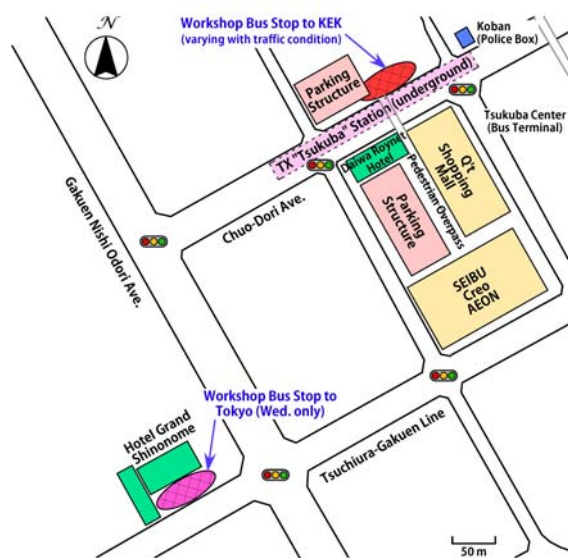 N
Workshop Bus Stop to KEK
(varying with traffic condition)
Koban
(Police Box)
Parking
Structure
TX "Tsukuba" Station (underground)
Tsukuba Center
(Bus Terminal)
Daiwa Roynet
Hotel
Q't
Shopping
Mall
Pedestrian Overpass
Parking
Structure
Gakuen Nishi Odori Ave.
Chuo-Dori Ave.
SEIBU
Creo
AEON
Workshop Bus Stop to
Tokyo (Wed. only)
Hotel Grand
Shinonome
Tsuchiura-Gakuen Line
50 m